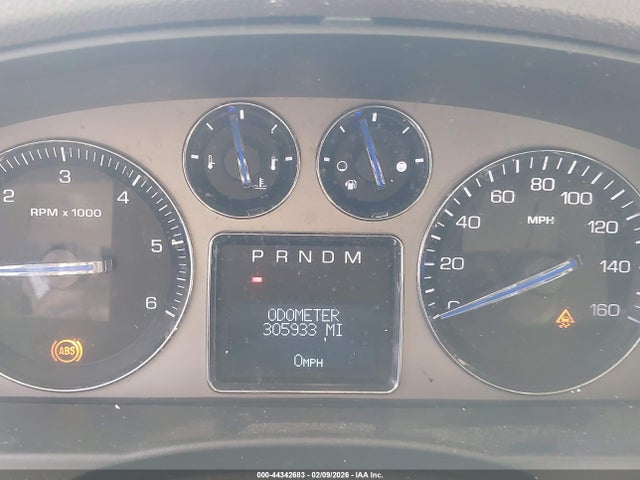 2
3
4
5
6
RPM x 1000
ABS
P R N D M
ODOMETER
305933 MI
0MPH
0
20
40
60
80
100
120
140
160
MPH
000-44342683 - 02/09/2026 - IAA Inc.